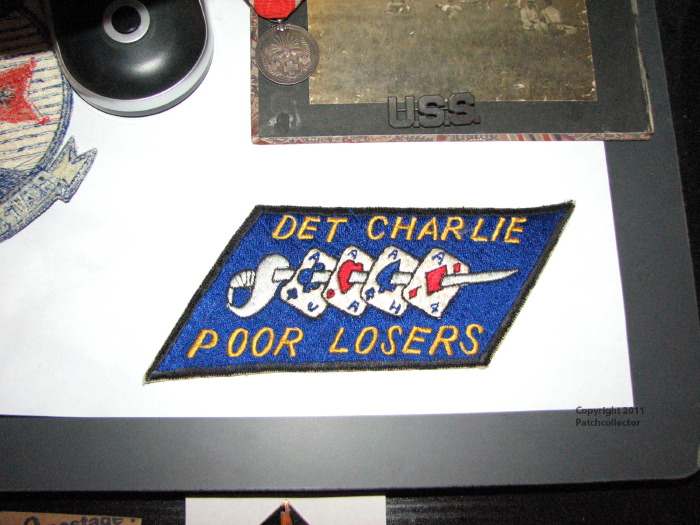 U.S.S.
DET CHARLIE
POOR LOSERS
Copyright 2011
Patchcollector